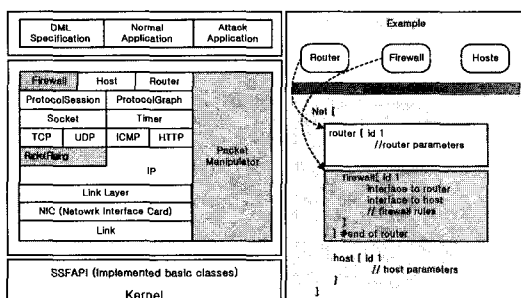 DML Specification
Normal Application
Attack Application
Firewall
Host
Router
ProtocolSession
ProtocolGraph
Socket
Timer
TCP
UDP
ICMP
HTTP
IP
Packet Manipulator
Link Layer
NIC (Netowrk Interface Card)
Link
SSFAPI (Implemented basic classes)
Kernel
Example
Router
Firewall
Hosts
Net [
router [ id 1
//router parameters
firewall[ id 1
interface to router
interface to host
// firewall rules
]
] #end of router
host [ id 1
// host parameters
]
]